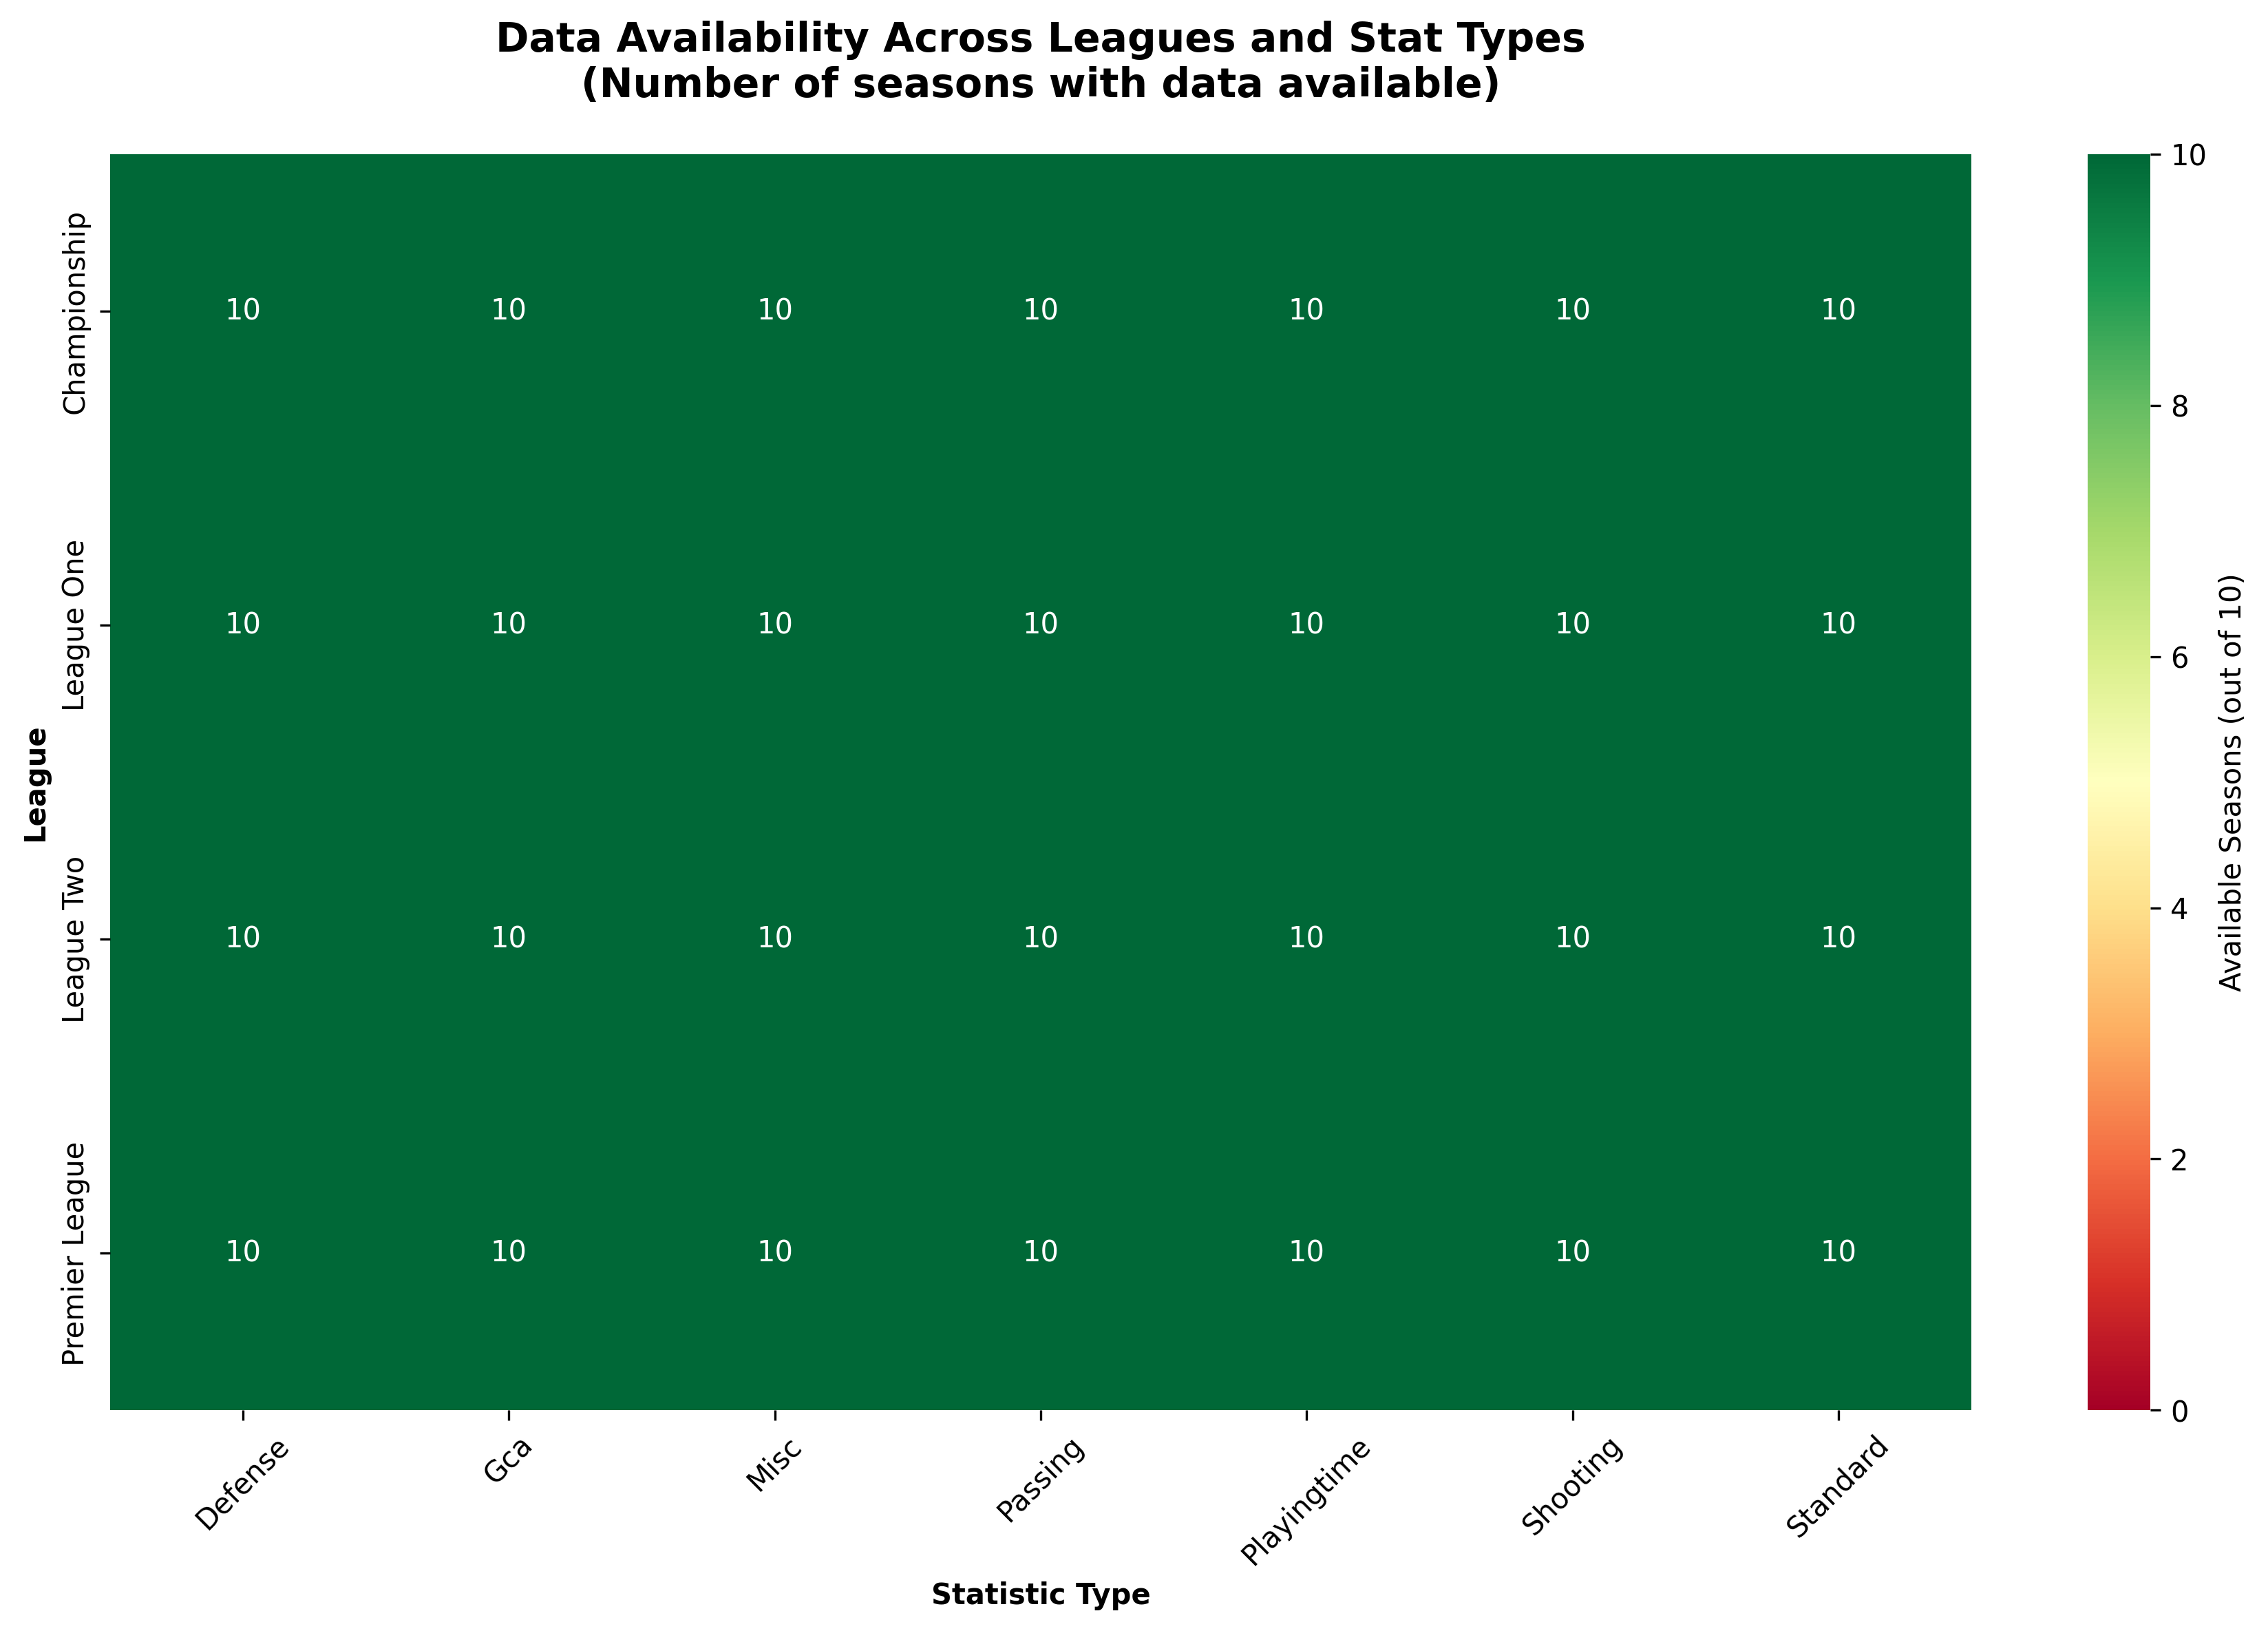 Data Availability Across Leagues and Stat Types
(Number of seasons with data available)
League
Championship
10 10 10 10 10 10 10
League One
10 10 10 10 10 10 10
League Two
10 10 10 10 10 10 10
Premier League
10 10 10 10 10 10 10
Defense
Gca
Misc
Passing
Playingtime
Shooting
Standard
Statistic Type
10
8
6
4
2
0
Available Seasons (out of 10)